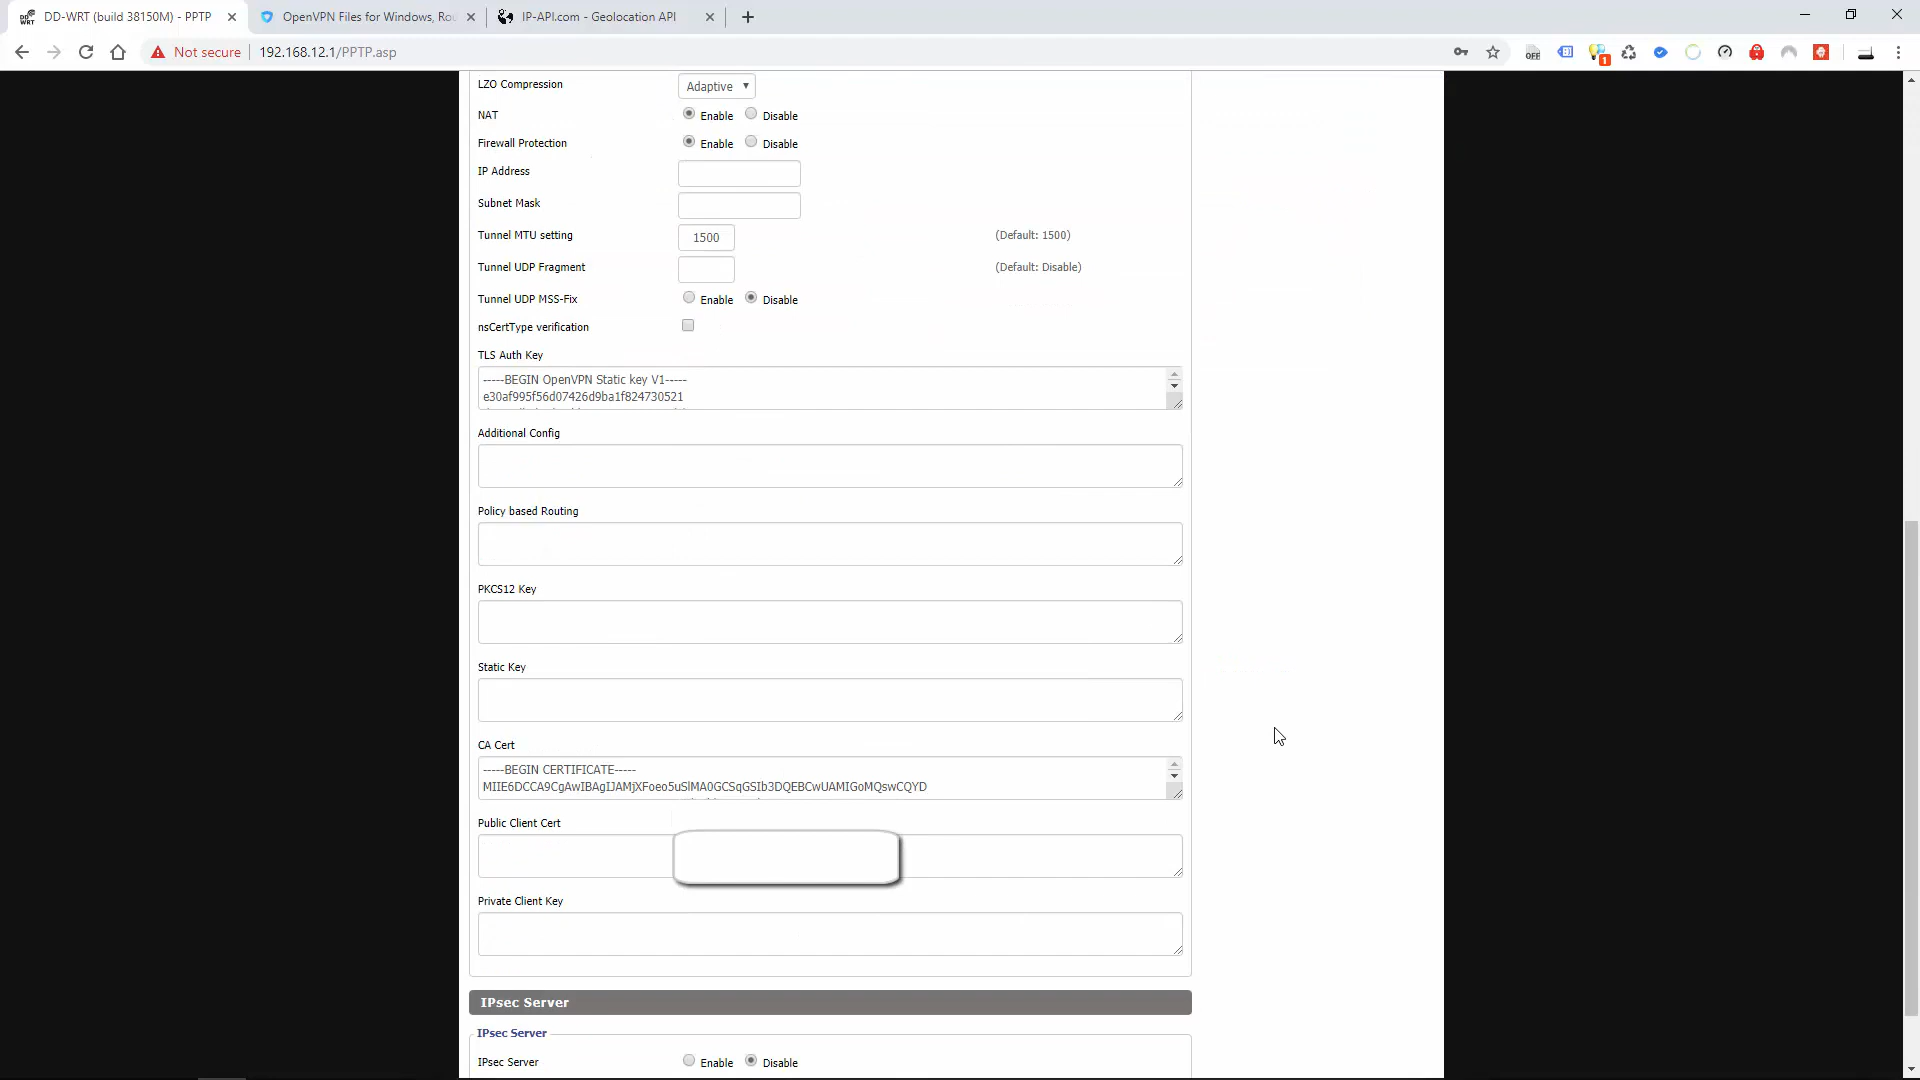 DD-WRT (build 38150M) - PPTP
OpenVPN Files for Windows, Rou
IP-API.com - Geolocation API
Not secure
192.168.12.1/PPTP.asp
OFF
1
LZO Compression
Adaptive
NAT
Enable Disable
Firewall Protection
Enable Disable
IP Address
Subnet Mask
Tunnel MTU setting
1500
(Default: 1500)
Tunnel UDP Fragment
(Default: Disable)
Tunnel UDP MSS-Fix
Enable Disable
nsCertType verification
TLS Auth Key
-----BEGIN OpenVPN Static key V1-----
e30af995f56d07426d9ba1f824730521
Additional Config
Policy based Routing
PKCS12 Key
Static Key
CA Cert
-----BEGIN CERTIFICATE-----
MIIE6DCCA9CgAwIBAgIJAMjXFoeo5uSlMA0GCSqGSIb3DQEBCwUAMIGoMQswCQYD
Public Client Cert
Private Client Key
IPsec Server
IPsec Server
IPsec Server
Enable Disable